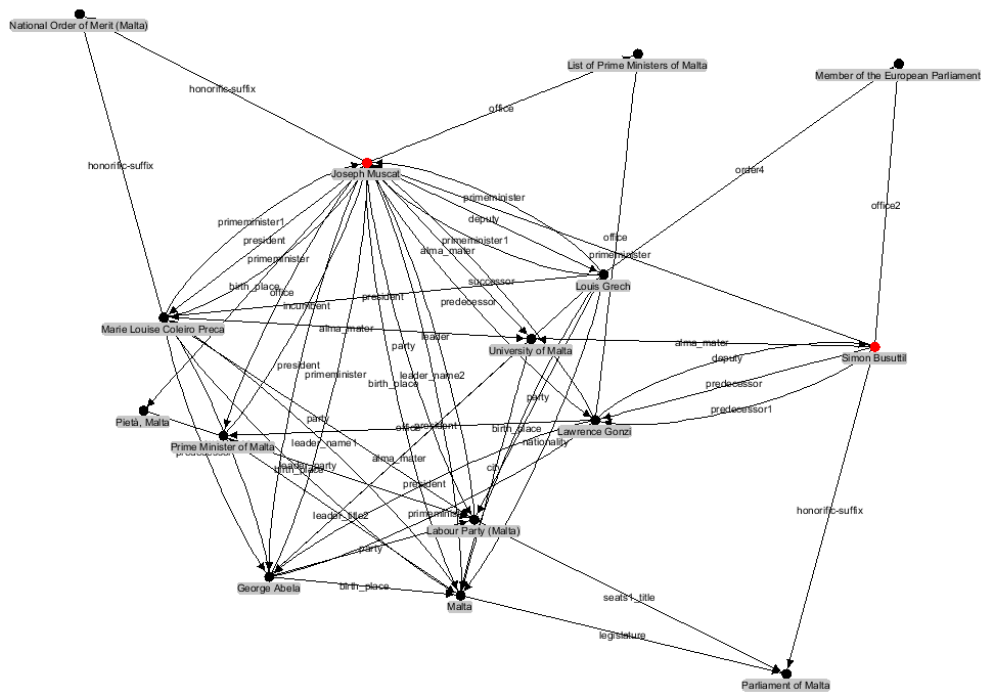 National Order of Merit (Malta)
List of Prime Ministers of Malta
Member of the European Parliament
honorific-suffix
office
honorific-suffix
Joseph Muscat
order4
primeminister
office2
deputy
primeminister1
president
primeminister1
office
alma_mater
primeminister
primeminister
successor
Louis Grech
birth_place
office
president
incumbent
predecessor
Marie Louise Coleiro Preca
alma_mater
leader
alma_mater
party
University of Malta
deputy
Simon Busuttil
president
primeminister
leader_name2
birth_place
predecessor
party
predecessor1
Pietà, Malta
party
president
birth_place
Lawrence Gonzi
Prime Minister of Malta
leader_name1
nationality
alma_mater
city
birth_place
president
leader_title2
honorific-suffix
Labour Party (Malta)
party
George Abela
birth_place
Malta
seats1_title
legislature
Parliament of Malta